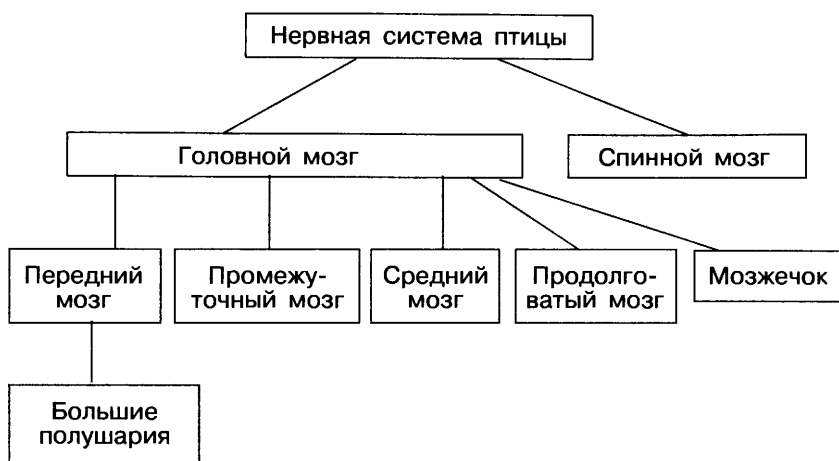 Нервная система птицы
Головной мозг
Спинной мозг
Передний
мозг
Промежу-
точный мозг
Средний
мозг
Продолго-
ватый мозг
Мозжечок
Большие
полушария